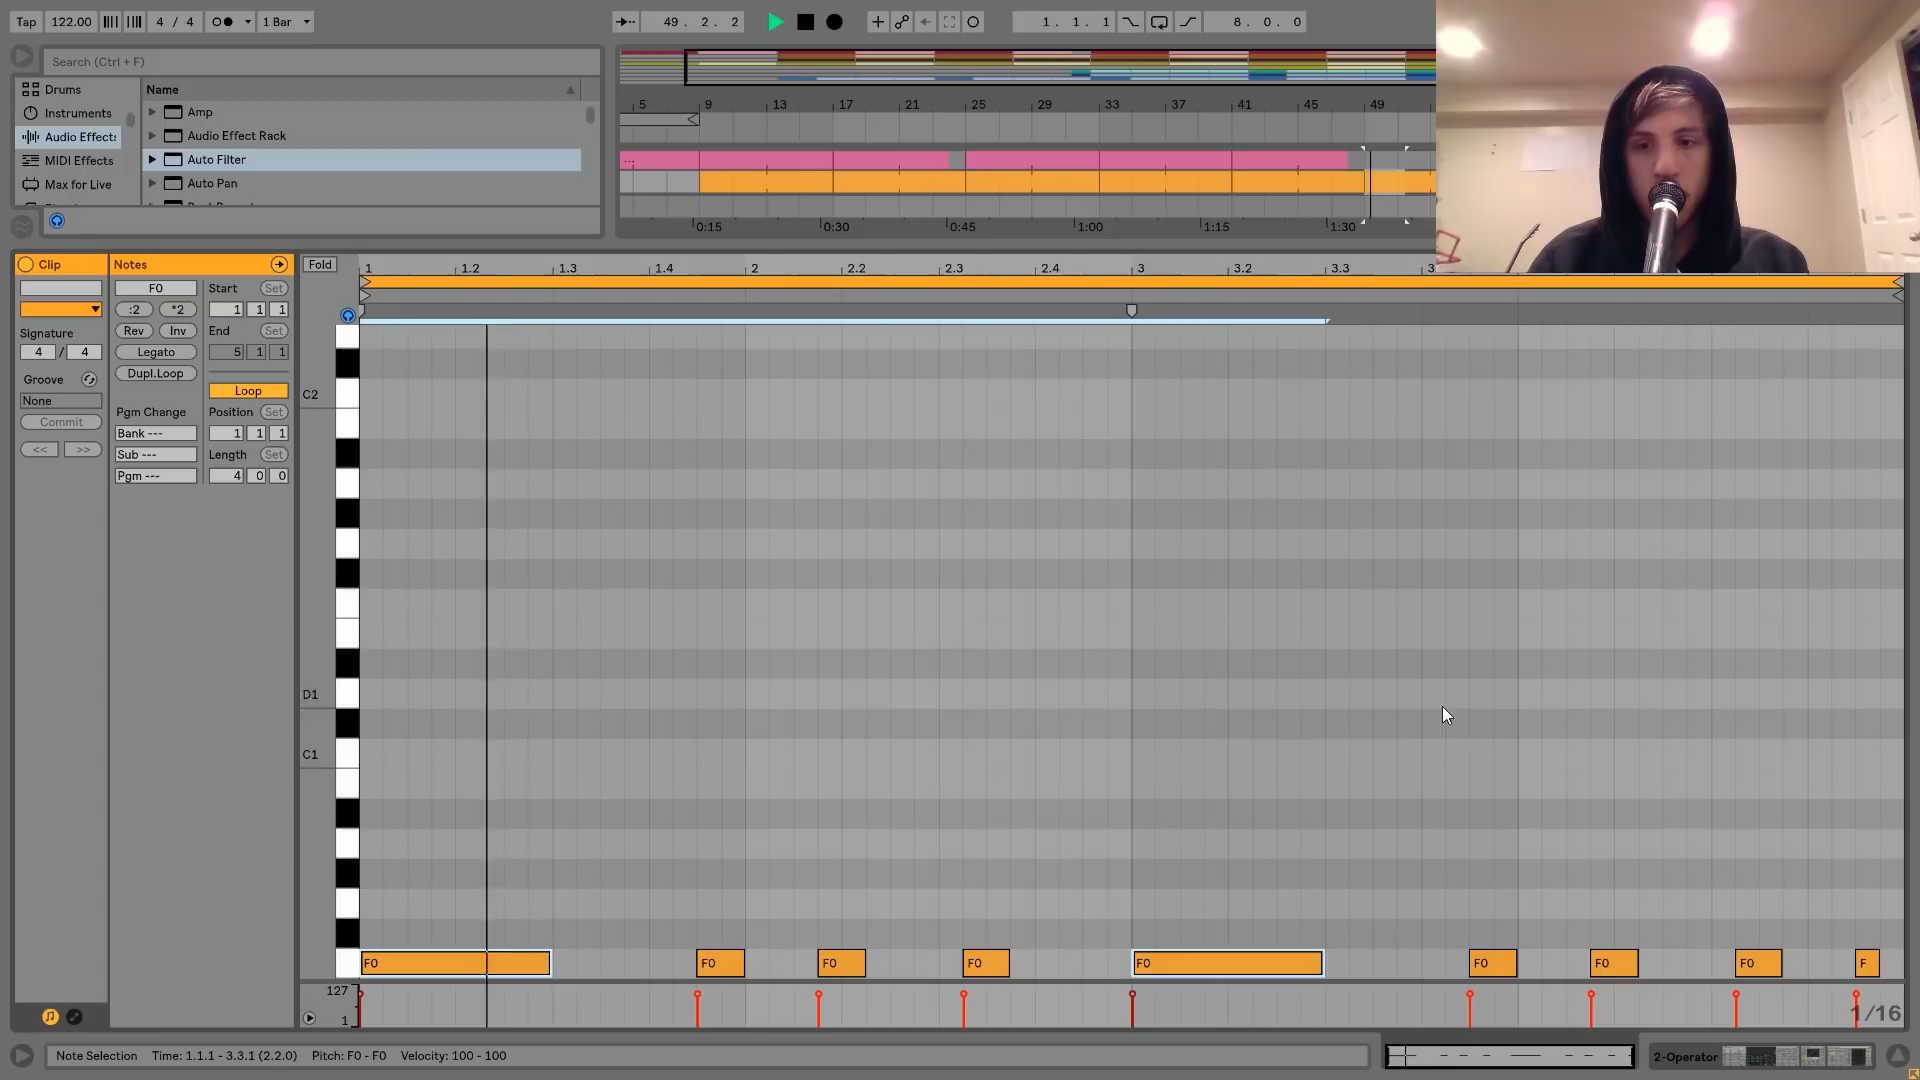 Tap 122.00 4 / 4 1 Bar 49. 2. 2 1. 1. 1 8. 0. 0
Search (Ctrl + F)
Drums
Instruments
Audio Effects
MIDI Effects
Max for Live
Name
Amp
Audio Effect Rack
Auto Filter
Auto Pan
5 9 13 17 21 25 29 33 37 41 45 49
...
0:15 0:30 0:45 1:00 1:15 1:30
Clip
Signature
4 / 4
Groove
None
Commit
<< >>
Notes
F0
:2 *2
Rev Inv
Legato
Dupl.Loop
Pgm Change
Bank ---
Sub ---
Pgm ---
Start Set
1 1 1
End Set
5 1 1
Loop
Position Set
1 1 1
Length Set
4 0 0
Fold
1 1.2 1.3 1.4 2 2.2 2.3 2.4 3 3.2 3.3 3
C2
D1
C1
F0 F0 F0 F0 F0 F0 F0 F0 F
127
1
1/16
Note Selection Time: 1.1.1 - 3.3.1 (2.2.0) Pitch: F0 - F0 Velocity: 100 - 100
2-Operator